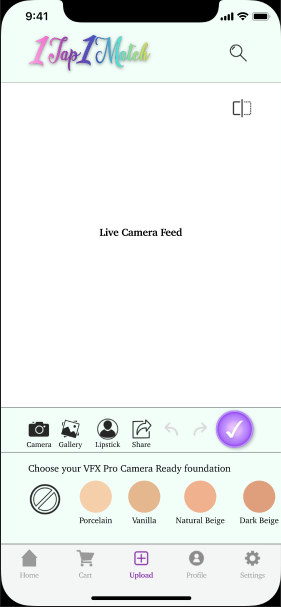 9:41
1Tap1Match
Live Camera Feed
Camera Gallery Lipstick Share
Choose your VFX Pro Camera Ready foundation
Porcelain Vanilla Natural Beige Dark Beige
Home Cart Upload Profile Settings